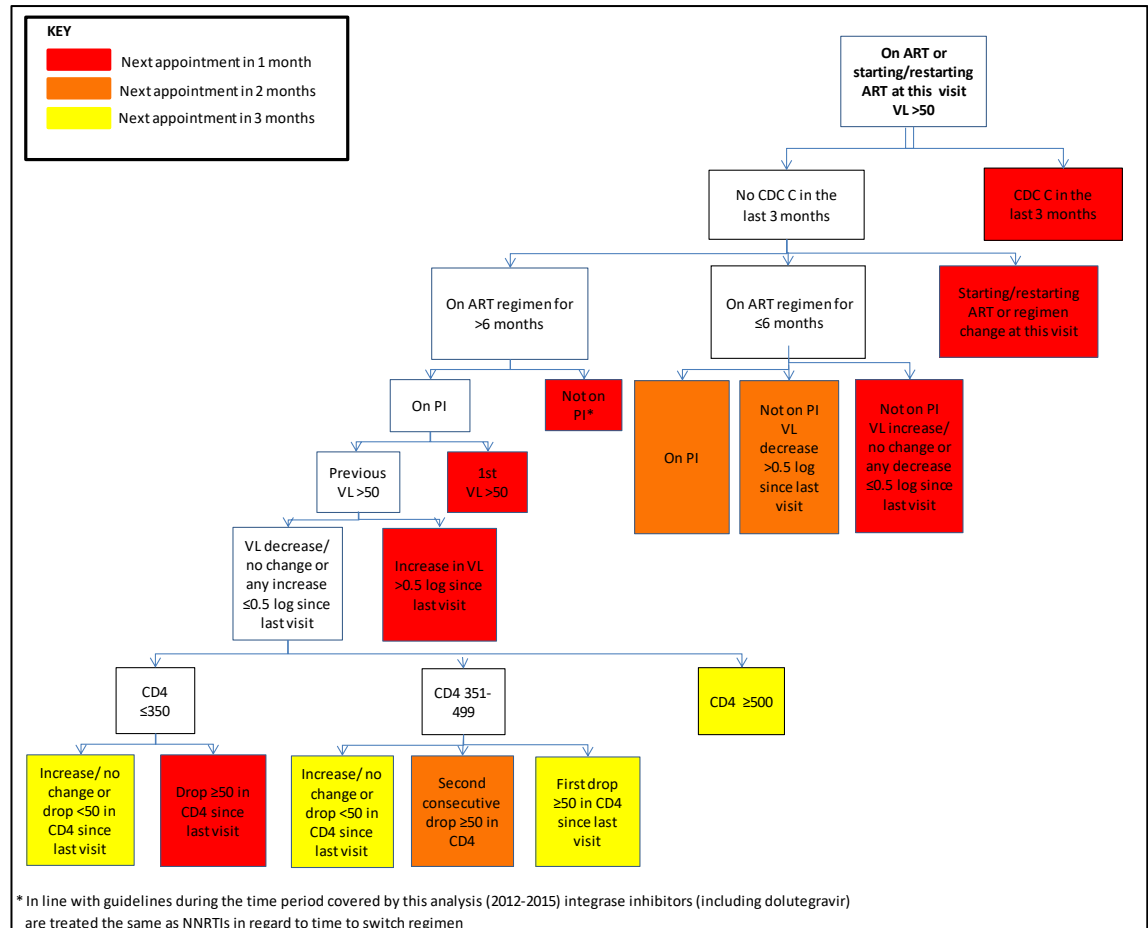 KEY
Next appointment in 1 month
Next appointment in 2 months
Next appointment in 3 months
On ART or
starting/restarting
ART at this visit
VL >50
No CDC C in the
last 3 months
CDC C in the
last 3 months
On ART regimen for
>6 months
On ART regimen for
≤6 months
Starting/restarting
ART or regimen
change at this visit
On PI
Not on
PI*
On PI
Not on PI
VL
decrease
>0.5 log
since last
visit
Not on PI
VL increase/
no change or
any decrease
≤0.5 log since
last visit
Previous
VL >50
1st
VL >50
VL decrease/
no change or
any increase
≤0.5 log since
last visit
Increase in VL
>0.5 log since
last visit
CD4
≤350
CD4 351-
499
CD4 ≥500
Increase/ no
change or
drop <50 in
CD4 since
last visit
Drop ≥50 in
CD4 since
last visit
Increase/ no
change or
drop <50 in
CD4 since
last visit
Second
consecutive
drop ≥50 in
CD4
First drop
≥50 in CD4
since last
visit
* In line with guidelines during the time period covered by this analysis (2012-2015) integrase inhibitors (including dolutegravir)
are treated the same as NNRTIs in regard to time to switch regimen